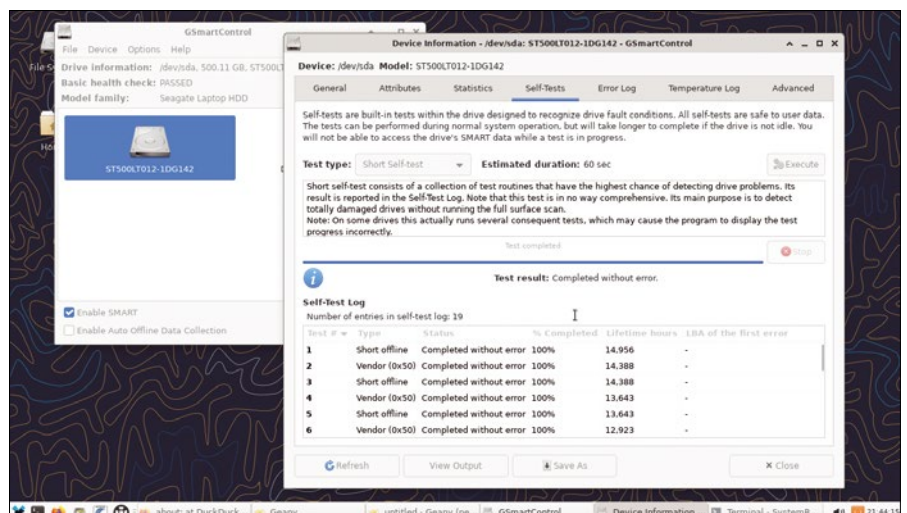 GSmartControl
File Device Options Help
Drive information: /dev/sda, 500.11 GB, ST500LT
Basic health check: PASSED
Model family: Seagate Laptop HDD
ST500LT012-1DG142
Enable SMART
Enable Auto Offline Data Collection
Device Information - /dev/sda: ST500LT012-1DG142 - GSmartControl
Device: /dev/sda Model: ST500LT012-1DG142
General Attributes Statistics Self-Tests Error Log Temperature Log Advanced
Self-tests are built-in tests within the drive designed to recognize drive fault conditions. All self-tests are safe to user data.
The tests can be performed during normal system operation, but will take longer to complete if the drive is not idle. You
will not be able to access the drive's SMART data while a test is in progress.
Test type: Short Self-test Estimated duration: 60 sec Execute
Short self-test consists of a collection of test routines that have the highest chance of detecting drive problems. Its
result is reported in the Self-Test Log. Note that this test is in no way comprehensive. Its main purpose is to detect
totally damaged drives without running the full surface scan.
Note: On some drives this actually runs several consequent tests, which may cause the program to display the test
progress incorrectly.
Test completed
Stop
Test result: Completed without error.
Self-Test Log
Number of entries in self-test log: 19
Test # Type Status % Completed Lifetime hours LBA of the first error
1 Short offline Completed without error 100% 14,956 -
2 Vendor (0x50) Completed without error 100% 14,388 -
3 Short offline Completed without error 100% 14,388 -
4 Vendor (0x50) Completed without error 100% 13,643 -
5 Short offline Completed without error 100% 13,643 -
6 Vendor (0x50) Completed without error 100% 12,923 -
Refresh View Output Save As Close
about: at DuckDuck Geany untitled - Geany (ne GSmartControl Device Information Terminal - SystemR 21:44:15